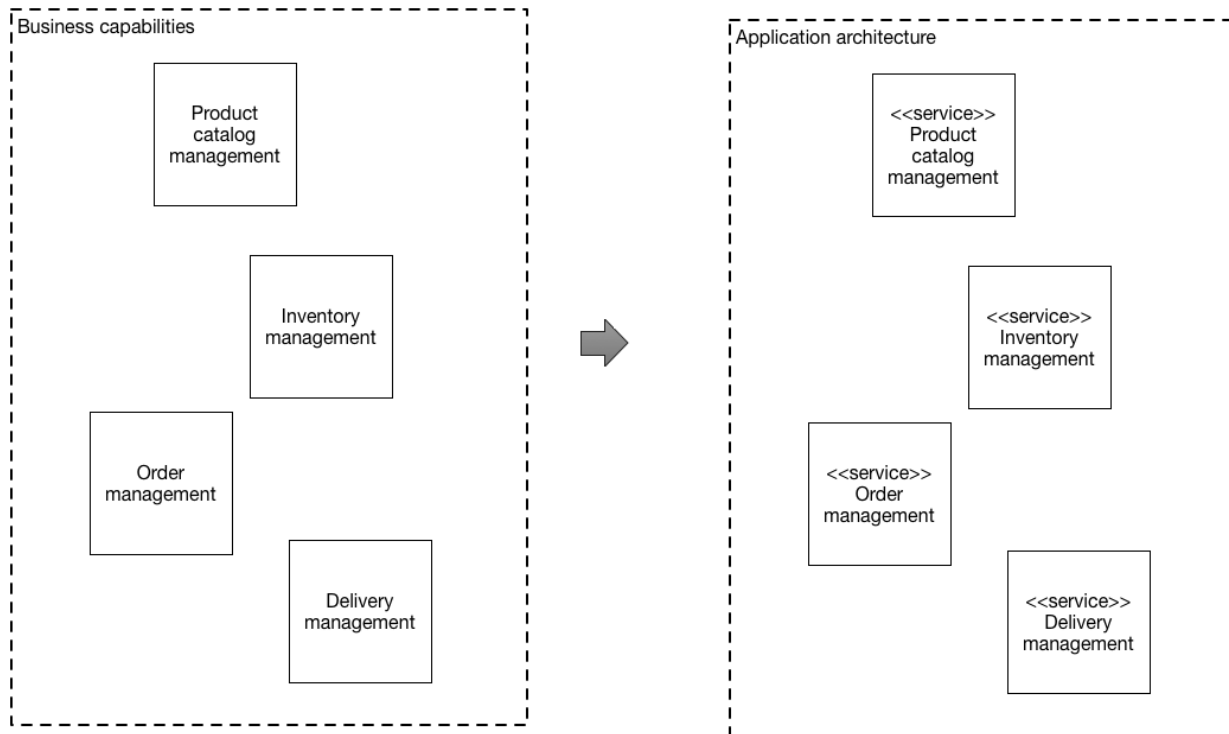 Business capabilities
Product
catalog
management
Inventory
management
Order
management
Delivery
management
Application architecture
<<service>>
Product
catalog
management
<<service>>
Inventory
management
<<service>>
Order
management
<<service>>
Delivery
management